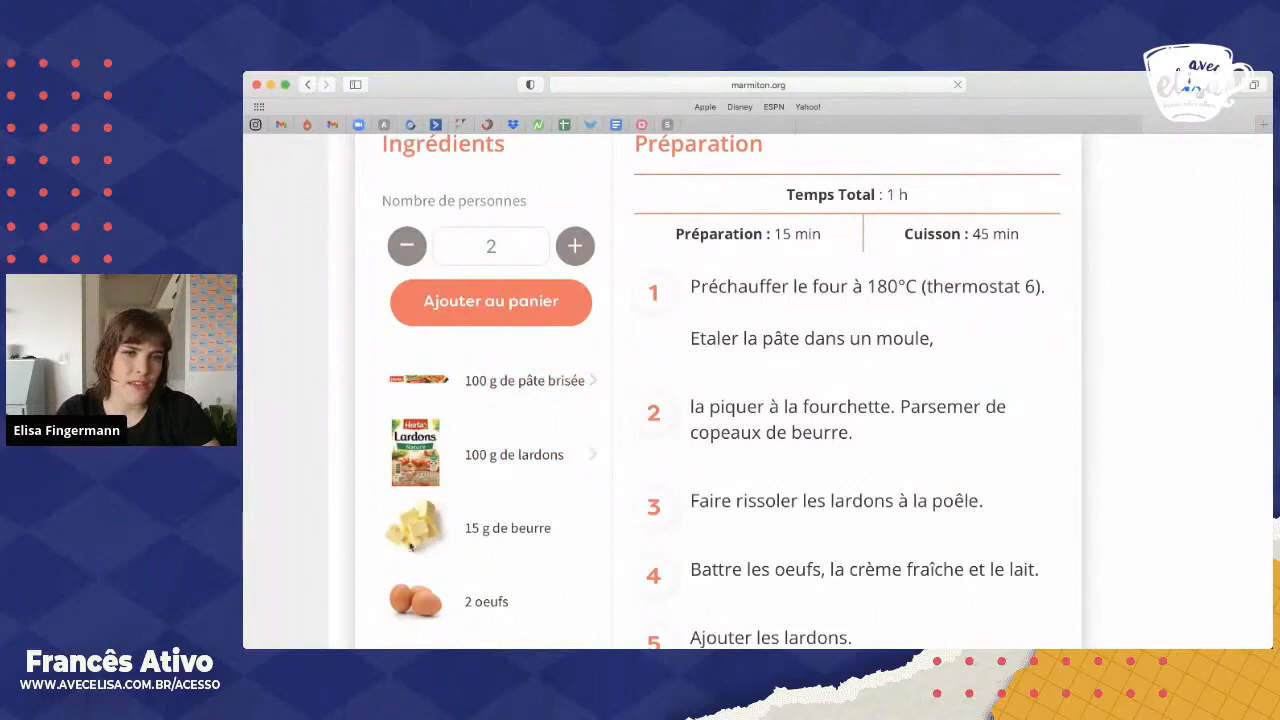 avec
elisa
marmiton.org
Apple
Disney
ESPN
Yahoo!
Ingrédients
Nombre de personnes
2
Ajouter au panier
100 g de pâte brisée
Herta
Lardons
Nature
100 g de lardons
15 g de beurre
2 oeufs
Préparation
Temps Total : 1 h
Préparation : 15 min
Cuisson : 45 min
1
Préchauffer le four à 180°C (thermostat 6).
Etaler la pâte dans un moule,
2
la piquer à la fourchette. Parsemer de
copeaux de beurre.
3
Faire rissoler les lardons à la poêle.
4
Battre les oeufs, la crème fraîche et le lait.
5
Ajouter les lardons.
Elisa Fingermann
Francês Ativo
WWW.AVECELISA.COM.BR/ACESSO